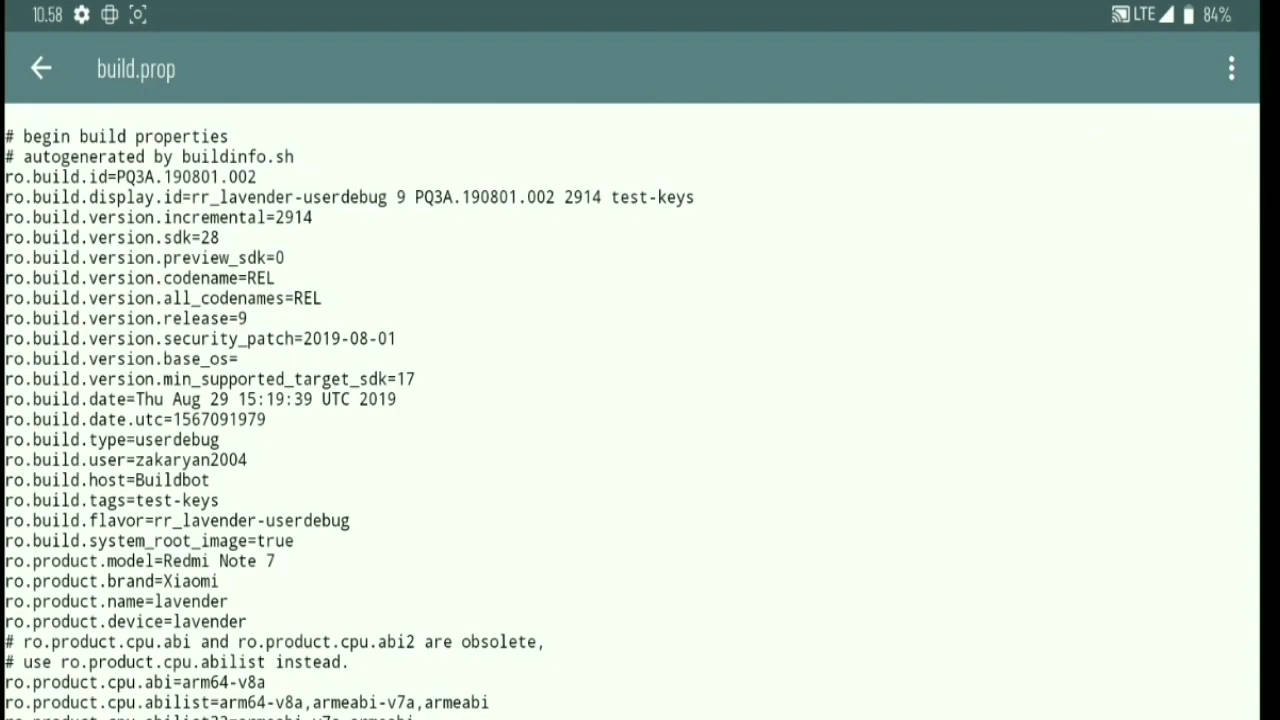 10.58 LTE 84%
build.prop
# begin build properties
# autogenerated by buildinfo.sh
ro.build.id=PQ3A.190801.002
ro.build.display.id=rr_lavender-userdebug 9 PQ3A.190801.002 2914 test-keys
ro.build.version.incremental=2914
ro.build.version.sdk=28
ro.build.version.preview_sdk=0
ro.build.version.codename=REL
ro.build.version.all_codenames=REL
ro.build.version.release=9
ro.build.version.security_patch=2019-08-01
ro.build.version.base_os=
ro.build.version.min_supported_target_sdk=17
ro.build.date=Thu Aug 29 15:19:39 UTC 2019
ro.build.date.utc=1567091979
ro.build.type=userdebug
ro.build.user=zakaryan2004
ro.build.host=Buildbot
ro.build.tags=test-keys
ro.build.flavor=rr_lavender-userdebug
ro.build.system_root_image=true
ro.product.model=Redmi Note 7
ro.product.brand=Xiaomi
ro.product.name=lavender
ro.product.device=lavender
# ro.product.cpu.abi and ro.product.cpu.abi2 are obsolete,
# use ro.product.cpu.abilist instead.
ro.product.cpu.abi=arm64-v8a
ro.product.cpu.abilist=arm64-v8a,armeabi-v7a,armeabi